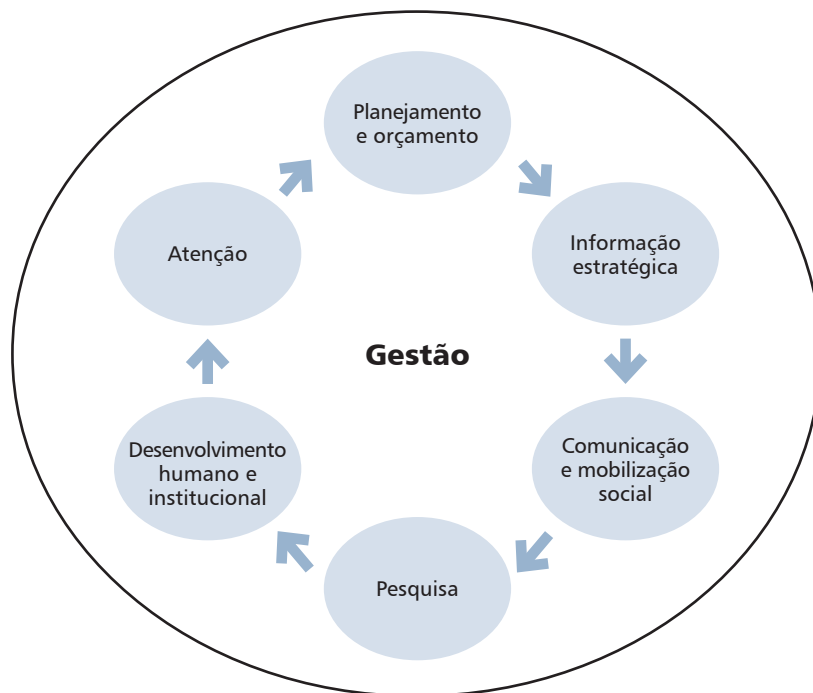 Planejamento
e orçamento
Informação
estratégica
Comunicação
e mobilização
social
Pesquisa
Desenvolvimento
humano e
institucional
Atenção
Gestão